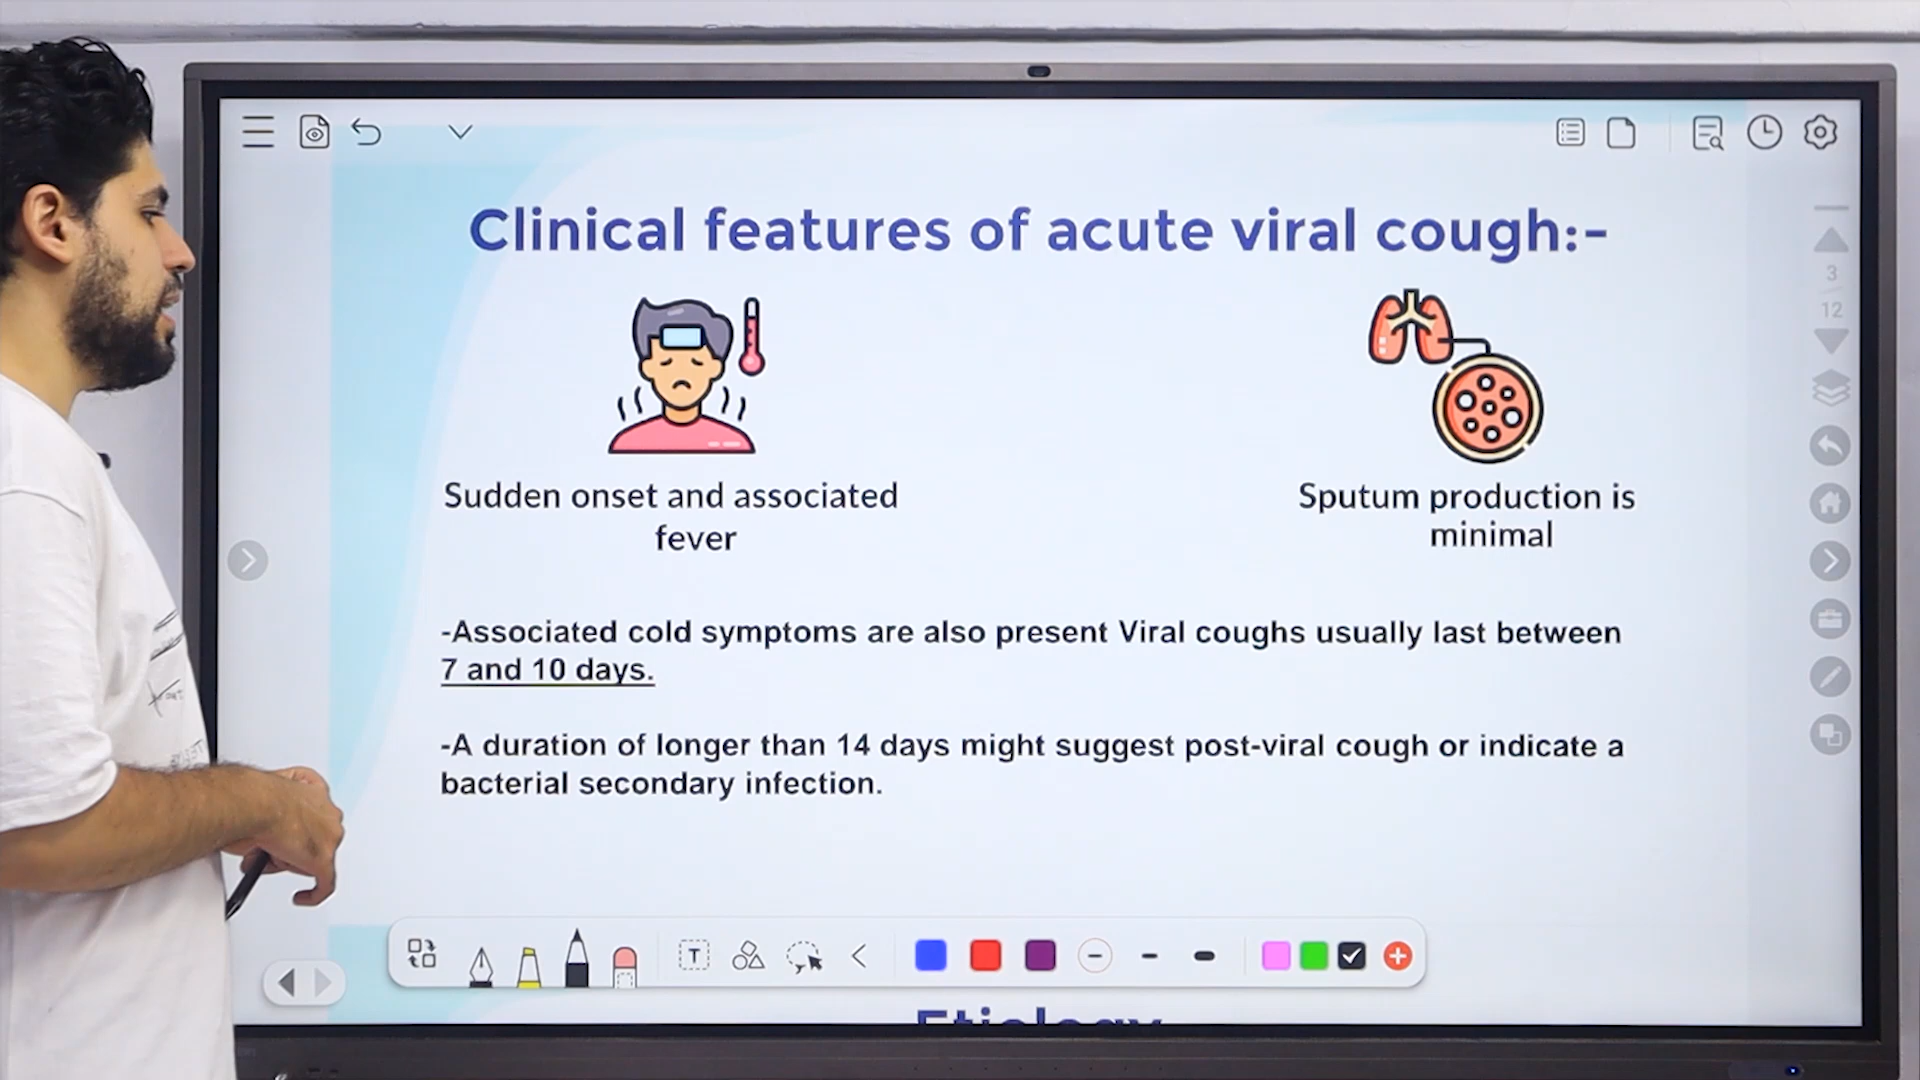 Clinical features of acute viral cough:-
Sudden onset and associated
fever
Sputum production is
minimal
-Associated cold symptoms are also present Viral coughs usually last between
7 and 10 days.
-A duration of longer than 14 days might suggest post-viral cough or indicate a
bacterial secondary infection.
3
12
T
Etiology